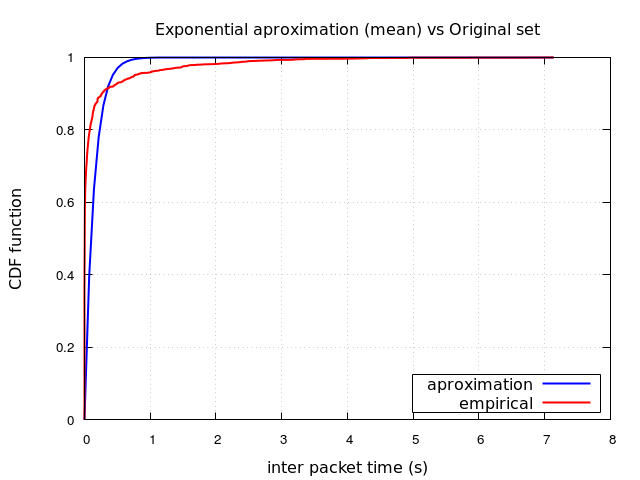 Exponential aproximation (mean) vs Original set
1
0.8
0.6
0.4
0.2
0
CDF function
aproximation
empirical
0 1 2 3 4 5 6 7 8
inter packet time (s)